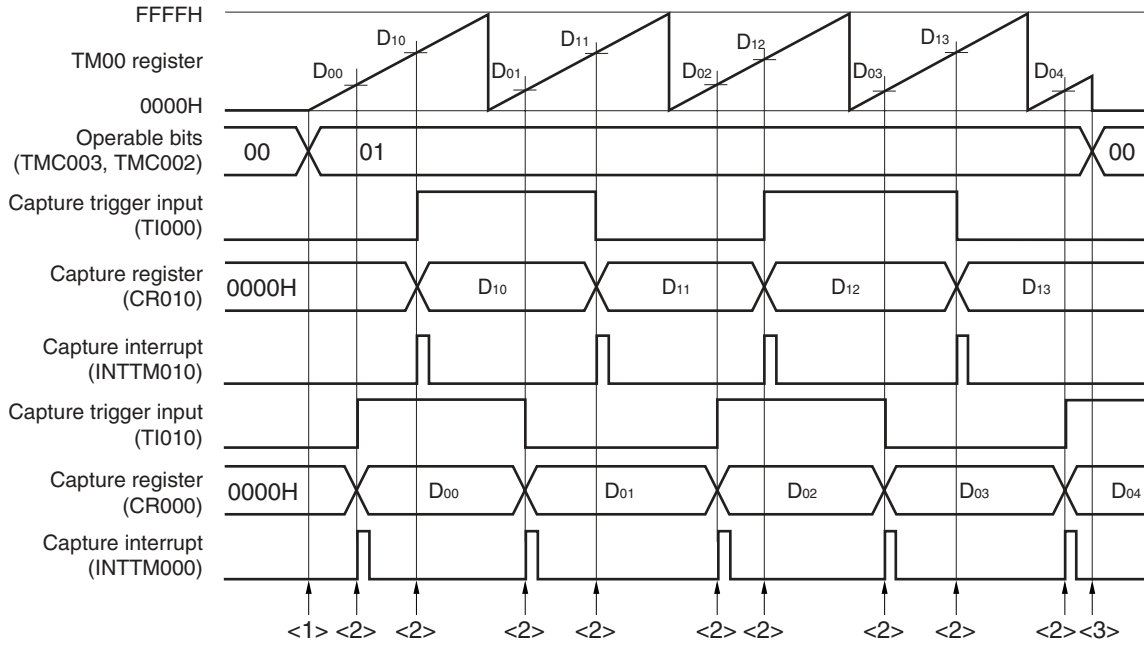 FFFFH
D10 D11 D12 D13
TM00 register
D00 D01 D02 D03 D04
0000H
Operable bits
(TMC003, TMC002)
00 01 00
Capture trigger input
(TI000)
Capture register
(CR010)
0000H D10 D11 D12 D13
Capture interrupt
(INTTM010)
Capture trigger input
(TI010)
Capture register
(CR000)
0000H D00 D01 D02 D03 D04
Capture interrupt
(INTTM000)
<1> <2> <2> <2> <2> <2> <2> <2> <2> <2> <3>